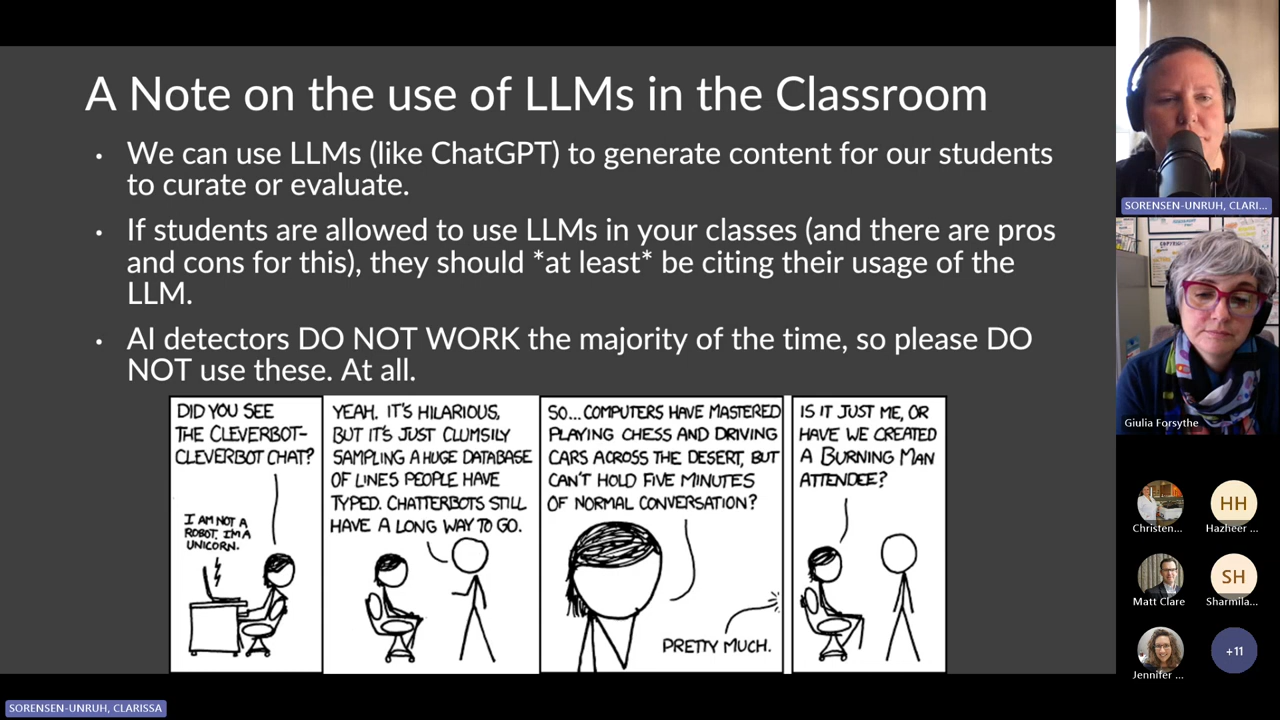 A Note on the use of LLMs in the Classroom
• We can use LLMs (like ChatGPT) to generate content for our students
to curate or evaluate.
• If students are allowed to use LLMs in your classes (and there are pros
and cons for this), they should *at least* be citing their usage of the
LLM.
• AI detectors DO NOT WORK the majority of the time, so please DO
NOT use these. At all.
DID YOU SEE
THE CLEVERBOT-
CLEVERBOT CHAT?
I AM NOT A
ROBOT. I'M A
UNICORN.
YEAH. IT'S HILARIOUS,
BUT IT'S JUST CLUMSILY
SAMPLING A HUGE DATABASE
OF LINES PEOPLE HAVE
TYPED. CHATTERBOTS STILL
HAVE A LONG WAY TO GO.
SO... COMPUTERS HAVE MASTERED
PLAYING CHESS AND DRIVING
CARS ACROSS THE DESERT, BUT
CAN'T HOLD FIVE MINUTES
OF NORMAL CONVERSATION?
PRETTY MUCH.
IS IT JUST ME, OR
HAVE WE CREATED
A BURNING MAN
ATTENDEE?
SORENSEN-UNRUH, CLARI...
Giulia Forsythe
HH
Christen...
Hazheer ...
SH
Matt Clare
Sharmila...
+11
Jennifer ...
SORENSEN-UNRUH, CLARISSA